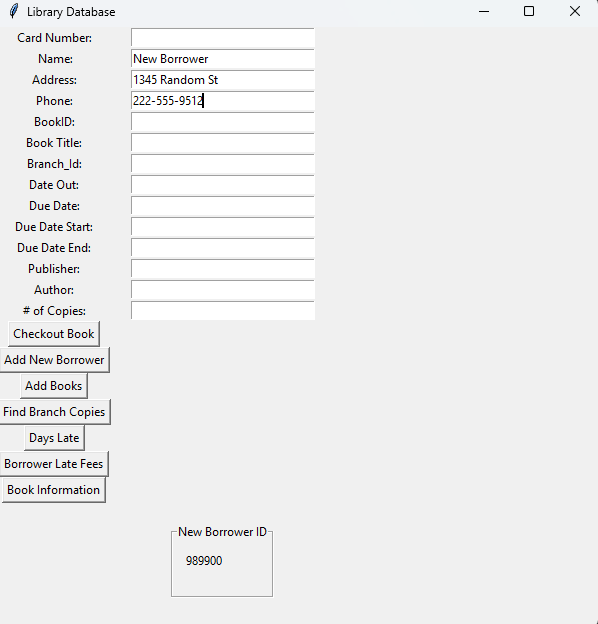 Library Database
Card Number:
Name: New Borrower
Address: 1345 Random St
Phone: 222-555-9512
BookID:
Book Title:
Branch_Id:
Date Out:
Due Date:
Due Date Start:
Due Date End:
Publisher:
Author:
# of Copies:
Checkout Book
Add New Borrower
Add Books
Find Branch Copies
Days Late
Borrower Late Fees
Book Information
New Borrower ID
989900